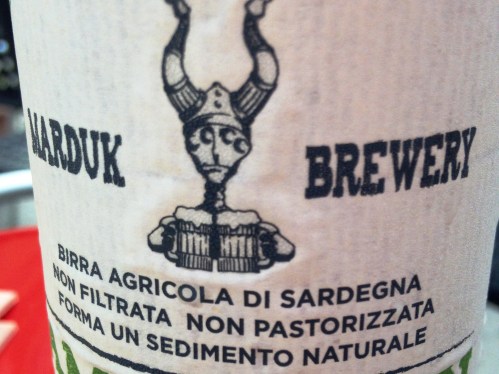 MARDUK BREWERY
BIRRA AGRICOLA DI SARDEGNA
NON FILTRATA NON PASTORIZZATA
FORMA UN SEDIMENTO NATURALE